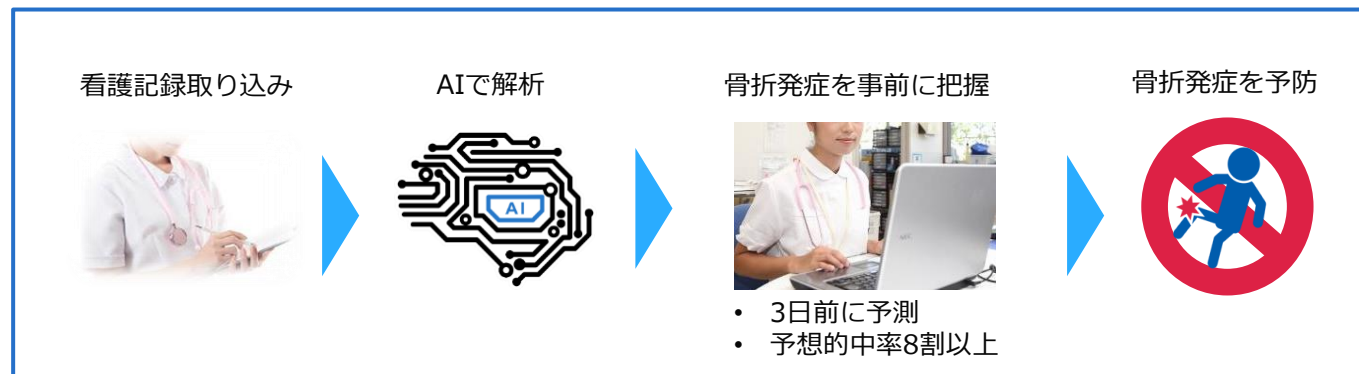 看護記録取り込み
AIで解析
AI
骨折発症を事前に把握
• 3日前に予測
• 予想的中率8割以上
骨折発症を予防